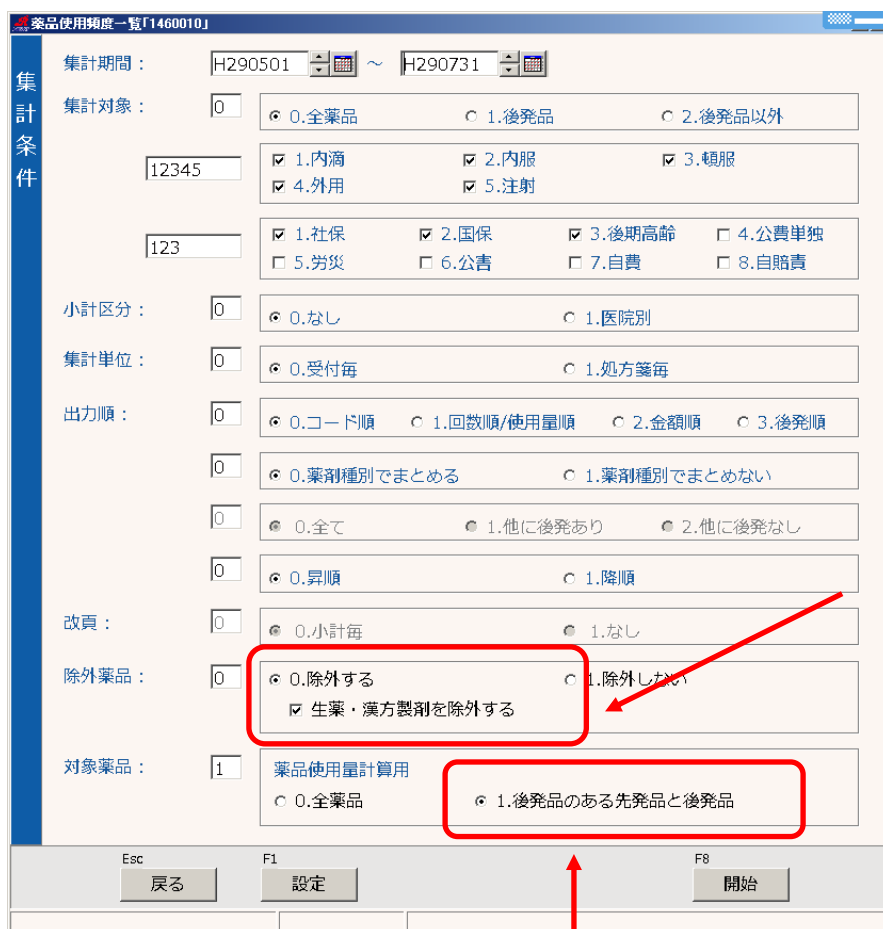 薬品使用頻度一覧「1460010」
集計条件
集計期間： H290501 ～ H290731
集計対象： 0 0.全薬品 1.後発品 2.後発品以外
12345 1.内滴 2.内服 3.頓服
4.外用 5.注射
123 1.社保 2.国保 3.後期高齢 4.公費単独
5.労災 6.公害 7.自費 8.自賠責
小計区分： 0 0.なし 1.医院別
集計単位： 0 0.受付毎 1.処方箋毎
出力順： 0 0.コード順 1.回数順/使用量順 2.金額順 3.後発順
0 0.薬剤種別でまとめる 1.薬剤種別でまとめない
0 0.全て 1.他に後発あり 2.他に後発なし
0 0.昇順 1.降順
改頁： 0 0.小計毎 1.なし
除外薬品： 0 0.除外する 1.除外しない
生薬・漢方製剤を除外する
対象薬品： 1 薬品使用量計算用
0.全薬品 1.後発品のある先発品と後発品
Esc F1 F8
戻る 設定 開始